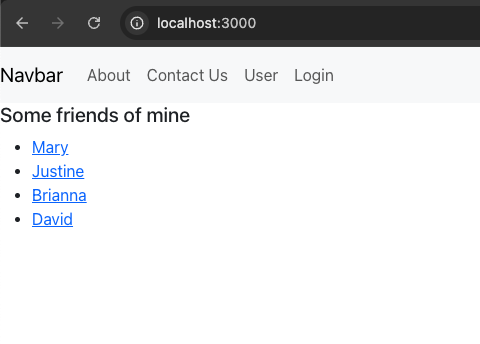 localhost:3000
Navbar About Contact Us User Login
Some friends of mine
Mary
Justine
Brianna
David